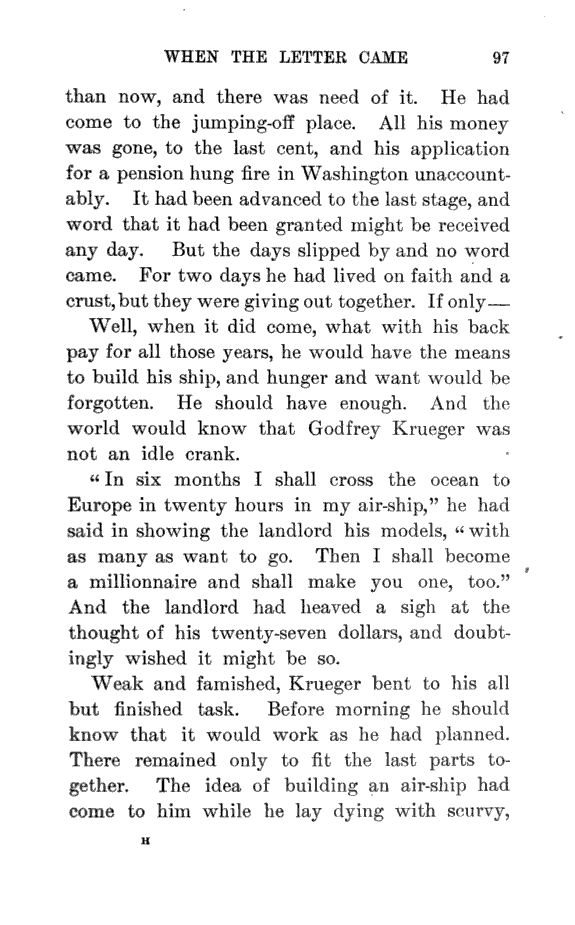 WHEN THE LETTER CAME 97
than now, and there was need of it. He had
come to the jumping-off place. All his money
was gone, to the last cent, and his application
for a pension hung fire in Washington unaccount-
ably. It had been advanced to the last stage, and
word that it had been granted might be received
any day. But the days slipped by and no word
came. For two days he had lived on faith and a
crust, but they were giving out together. If only—
Well, when it did come, what with his back
pay for all those years, he would have the means
to build his ship, and hunger and want would be
forgotten. He should have enough. And the
world would know that Godfrey Krueger was
not an idle crank.
“In six months I shall cross the ocean to
Europe in twenty hours in my air-ship,” he had
said in showing the landlord his models, “with
as many as want to go. Then I shall become
a millionnaire and shall make you one, too.”
And the landlord had heaved a sigh at the
thought of his twenty-seven dollars, and doubt-
ingly wished it might be so.
Weak and famished, Krueger bent to his all
but finished task. Before morning he should
know that it would work as he had planned.
There remained only to fit the last parts to-
gether. The idea of building an air-ship had
come to him while he lay dying with scurvy,
H